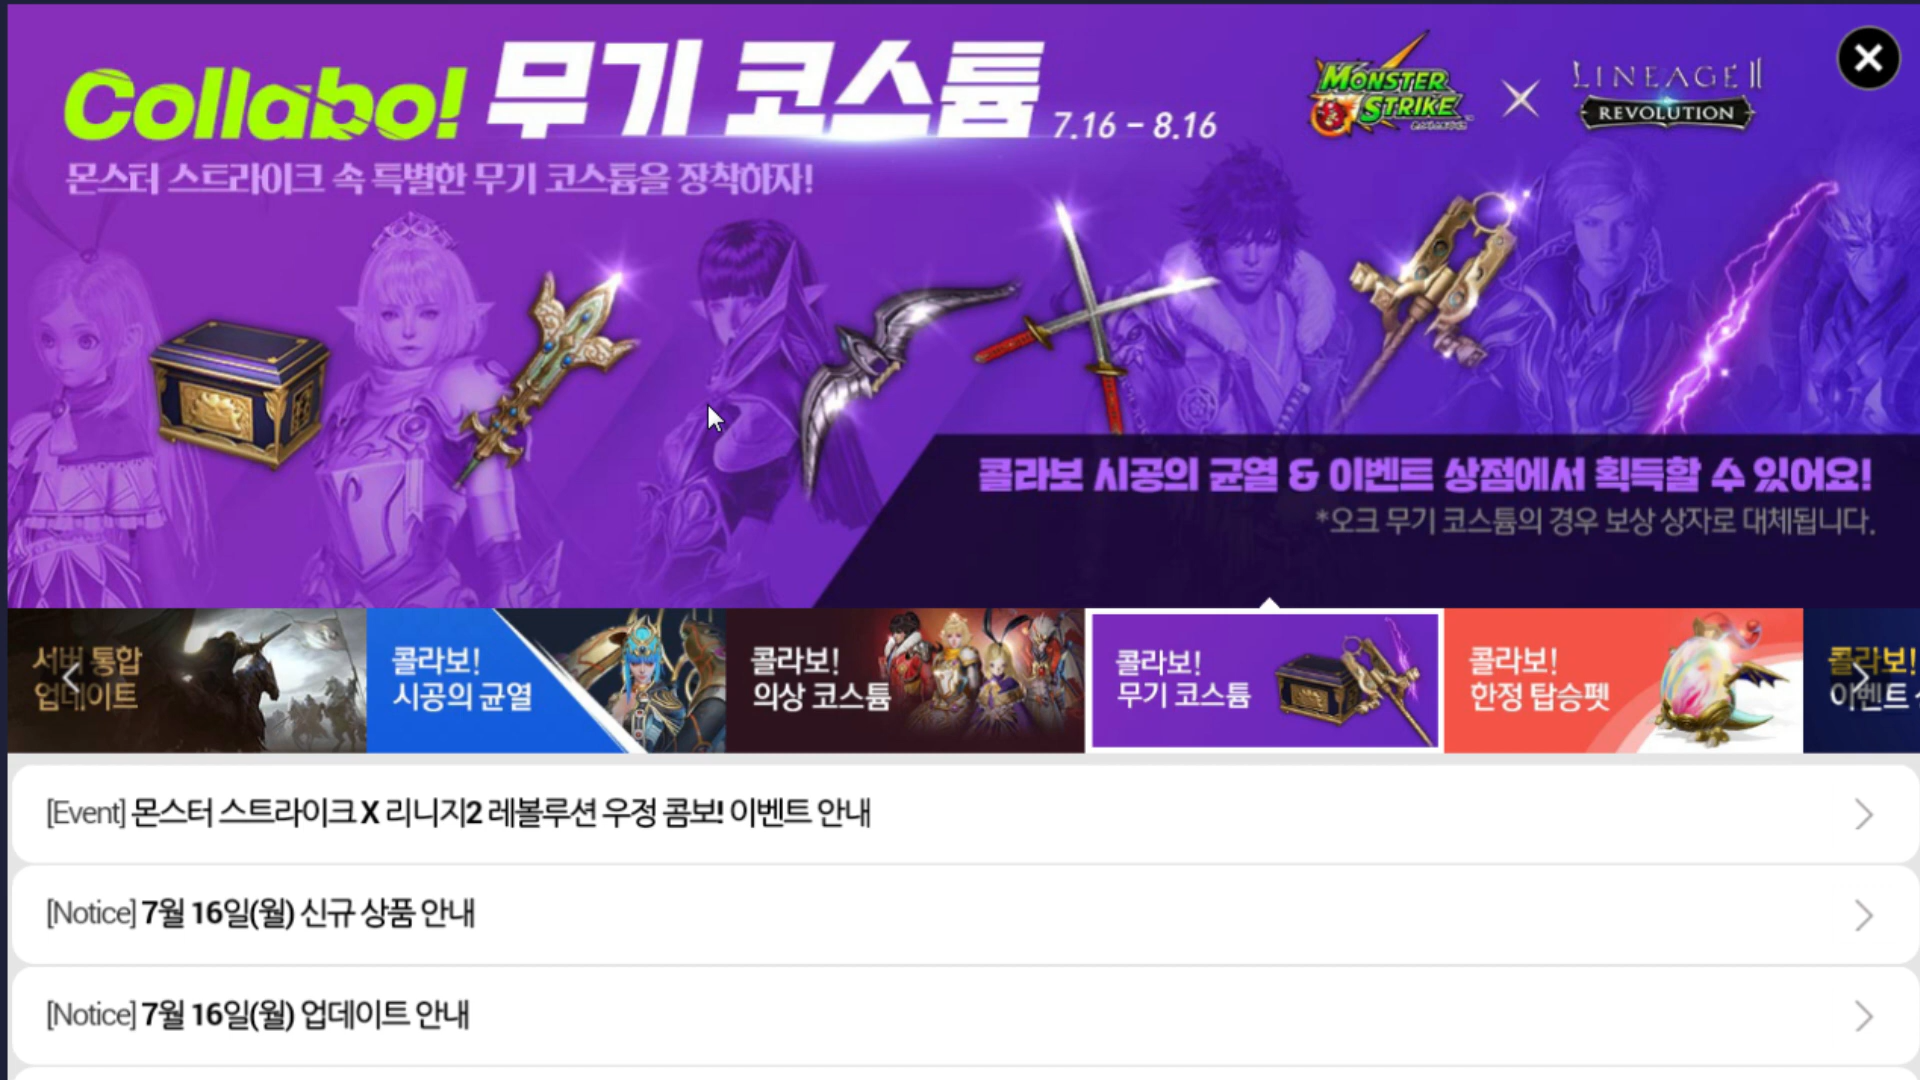 Collabo! 무기 코스튬 7.16 - 8.16
MONSTER STRIKE × LINEAGE II REVOLUTION
몬스터 스트라이크 속 특별한 무기 코스튬을 장착하자!
콜라보 시공의 균열 & 이벤트 상점에서 획득할 수 있어요!
*오크 무기 코스튬의 경우 보상 상자로 대체됩니다.
서버 통합
업데이트
콜라보!
시공의 균열
콜라보!
의상 코스튬
콜라보!
무기 코스튬
콜라보!
한정 탑승펫
콜라보!
이벤트
[Event] 몬스터 스트라이크 X 리니지2 레볼루션 우정 콤보! 이벤트 안내
[Notice] 7월 16일(월) 신규 상품 안내
[Notice] 7월 16일(월) 업데이트 안내